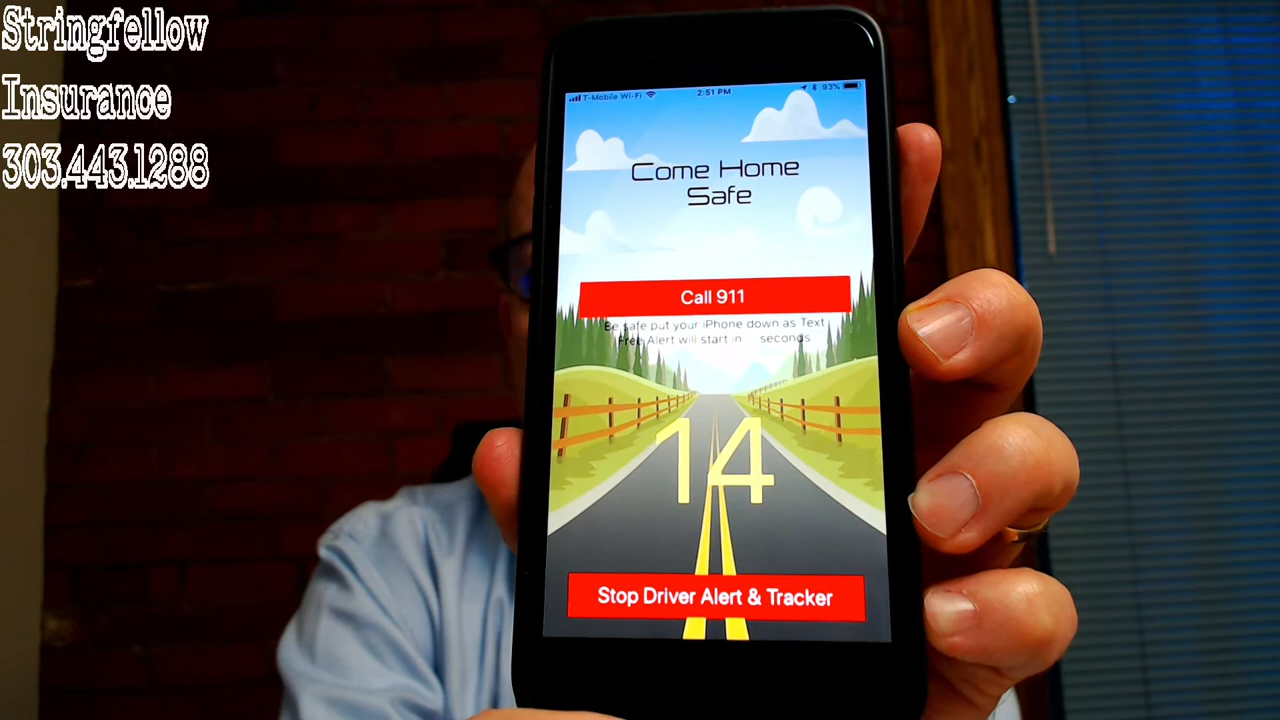 Stringfellow
Insurance
303.443.1288
T-Mobile Wi-Fi 2:51 PM 93%
Come Home
Safe
Call 911
Be safe put your iPhone down as Text
Free Alert will start in seconds
14
Stop Driver Alert & Tracker